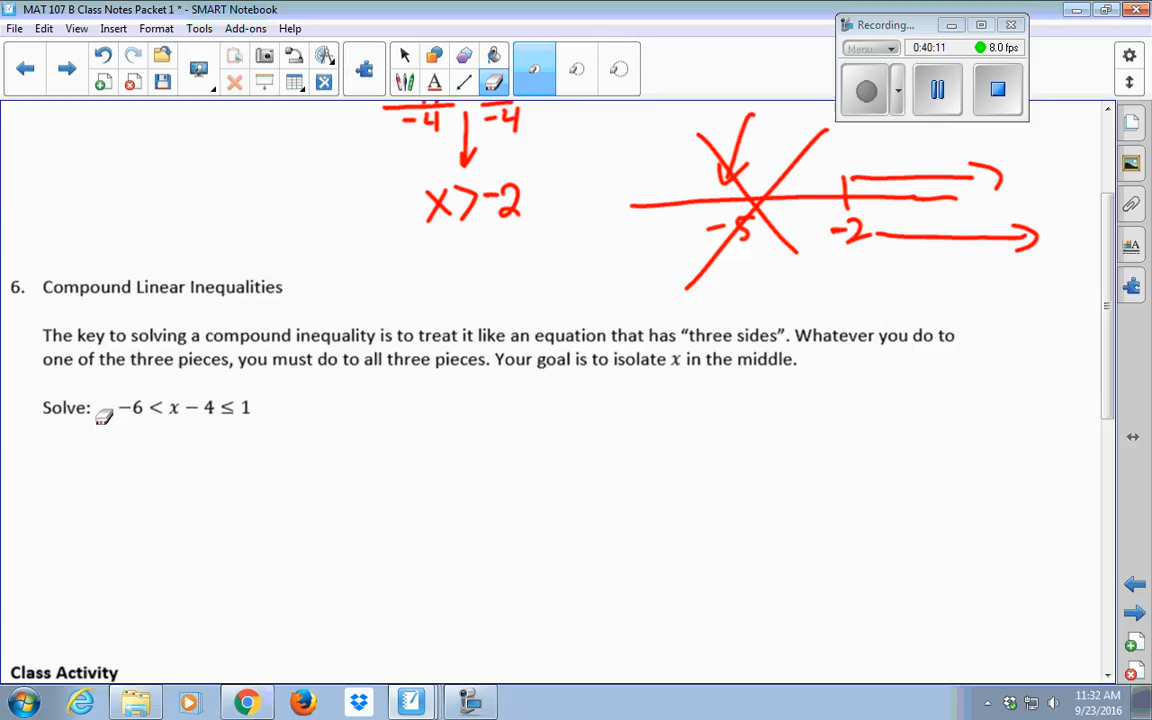 MAT 107 B Class Notes Packet 1 * - SMART Notebook
File Edit View Insert Format Tools Add-ons Help
Recording...
Menu 0:40:11 8.0 fps
-4 -4
x > -2
-5 -2
6. Compound Linear Inequalities
The key to solving a compound inequality is to treat it like an equation that has “three sides”. Whatever you do to
one of the three pieces, you must do to all three pieces. Your goal is to isolate x in the middle.
Solve: −6 < x − 4 ≤ 1
Class Activity
11:32 AM
9/23/2016